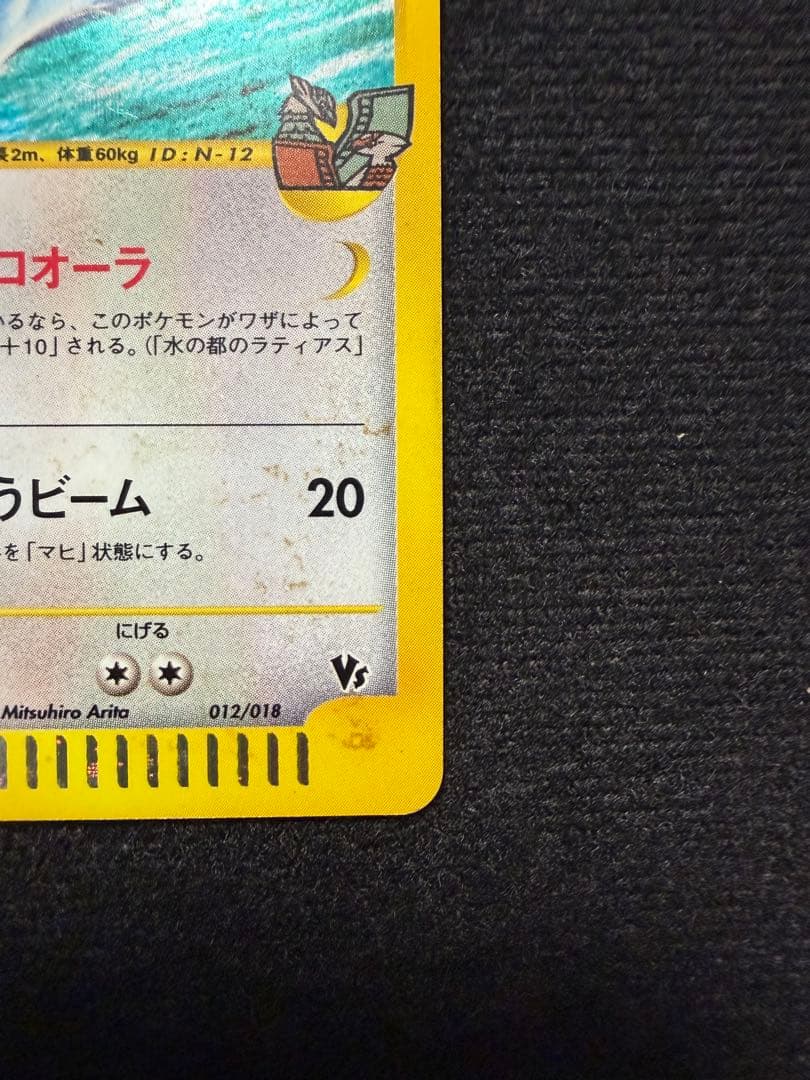 長2m、体重60kg ID:N-12
コオーラ
いるなら、このポケモンがワザによって
+10」される。(「水の都のラティアス」
うビーム 20
を「マヒ」状態にする。
にげる
Vs
Mitsuhiro Arita 012/018